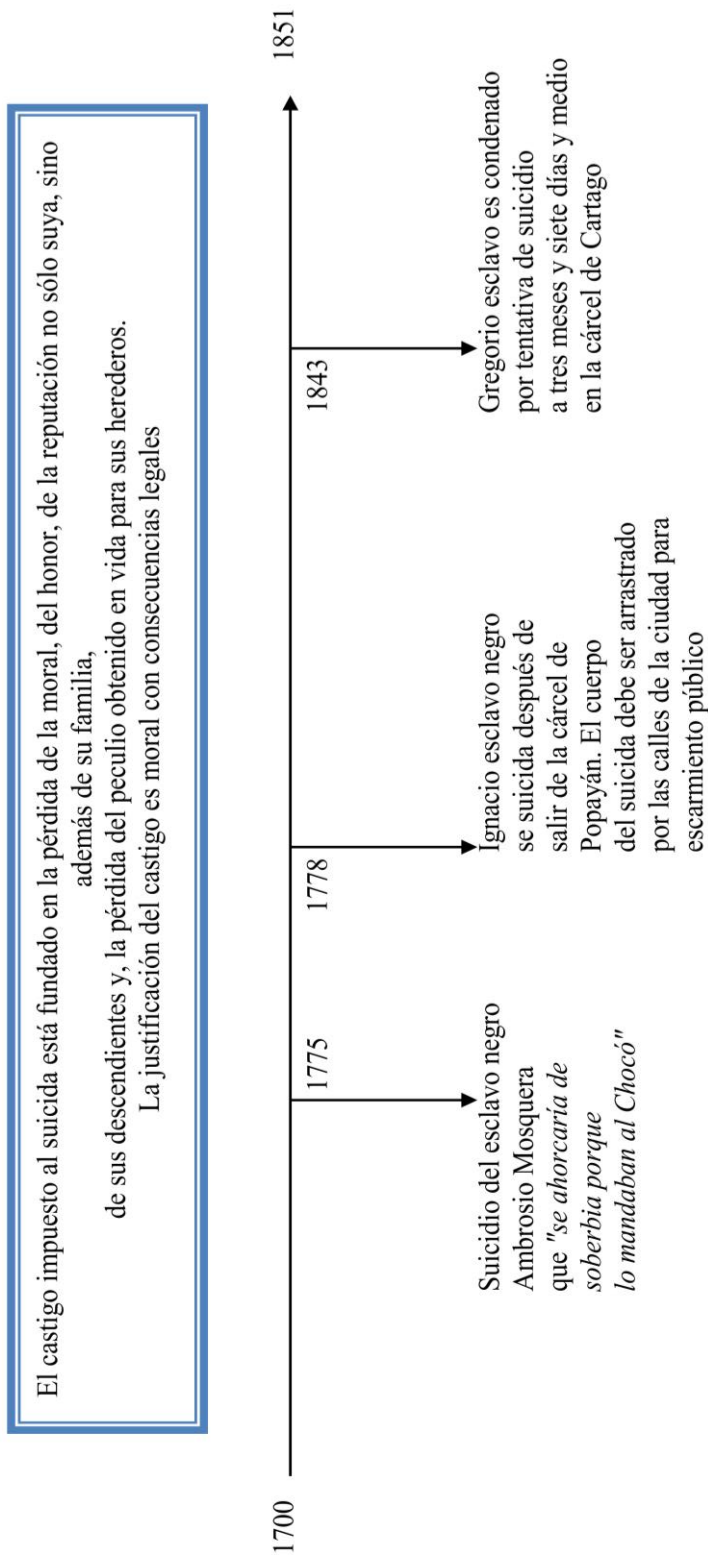 El castigo impuesto al suicida está fundado en la pérdida de la moral, del honor, de la reputación no sólo suya, sino
además de su familia,
de sus descendientes y, la pérdida del peculio obtenido en vida para sus herederos.
La justificación del castigo es moral con consecuencias legales
1700
1851
1775
Suicidio del esclavo negro
Ambrosio Mosquera
que "se ahorcaría de
soberbia porque
lo mandaban al Chocó"
1778
Ignacio esclavo negro
se suicida después de
salir de la cárcel de
Popayán. El cuerpo
del suicida debe ser arrastrado
por las calles de la ciudad para
escarmiento público
1843
Gregorio esclavo es condenado
por tentativa de suicidio
a tres meses y siete días y medio
en la cárcel de Cartago